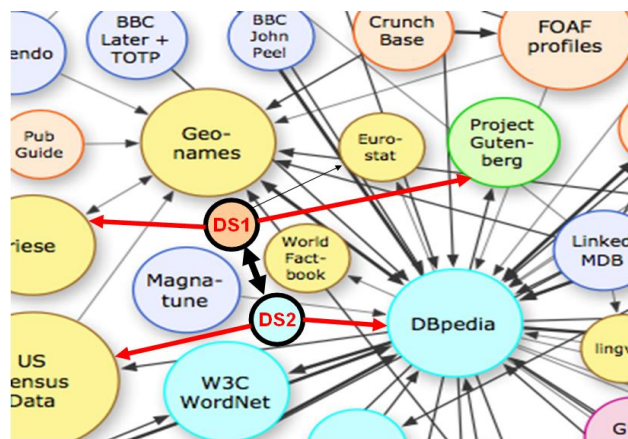 BBC
Later +
TOTP
BBC
John
Peel
Crunch
Base
FOAF
profiles
endo
Pub
Guide
Geo-
names
Euro-
stat
Project
Guten-
berg
DS1
riese
World
Fact-
book
Linked
MDB
Magna-
tune
DS2
DBpedia
lingv
US
ensus
Data
W3C
WordNet
G